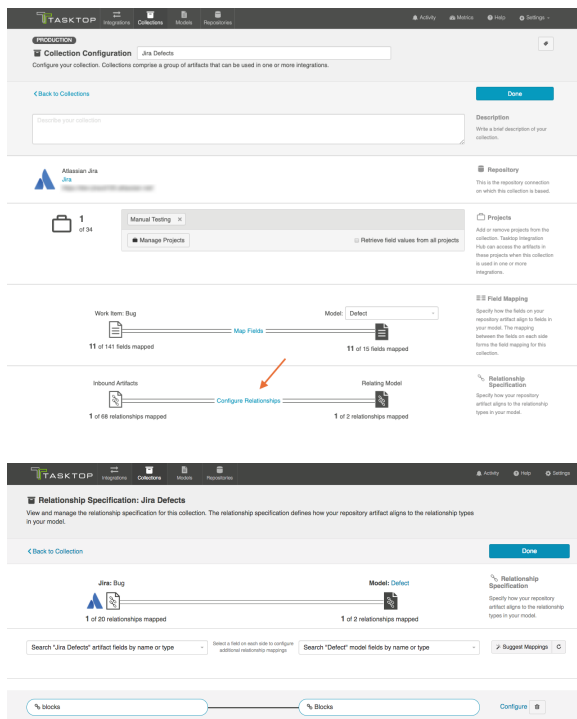 TASKTOP
Integrations
Collections
Models
Repositories
Activity
Metrics
Help
Settings
PRODUCTION
Collection Configuration
Jira Defects
Configure your collection. Collections comprise a group of artifacts that can be used in one or more integrations.
Back to Collections
Done
Describe your collection
Description
Write a brief description of your
collection.
Atlassian Jira
Jira
Repository
This is the repository connection
on which this collection is based.
1
of 34
Manual Testing ×
Manage Projects
Retrieve field values from all projects
Projects
Add or remove projects from the
collection. Tasktop Integration
Hub can access the artifacts in
these projects when this collection
is used in one or more
integrations.
Work Item: Bug
Model: Defect
Map Fields
11 of 141 fields mapped
11 of 15 fields mapped
Field Mapping
Specify how the fields on your
repository artifact align to fields in
your model. The mapping
between the fields on each side
forms the field mapping for this
collection.
Inbound Artifacts
Relating Model
Configure Relationships
1 of 68 relationships mapped
1 of 2 relationships mapped
Relationship
Specification
Specify how your repository
artifact aligns to the relationship
types in your model.
TASKTOP
Integrations
Collections
Models
Repositories
Activity
Help
Settings
Relationship Specification: Jira Defects
View and manage the relationship specification for this collection. The relationship specification defines how your repository artifact aligns to the relationship types
in your model.
Back to Collection
Done
Jira: Bug
Model: Defect
1 of 20 relationships mapped
1 of 2 relationships mapped
Relationship
Specification
Specify how your repository
artifact aligns to the relationship
types in your model.
Search "Jira Defects" artifact fields by name or type
Select a field on each side to configure
additional relationship mappings
Search "Defect" model fields by name or type
Suggest Mappings
blocks
Blocks
Configure